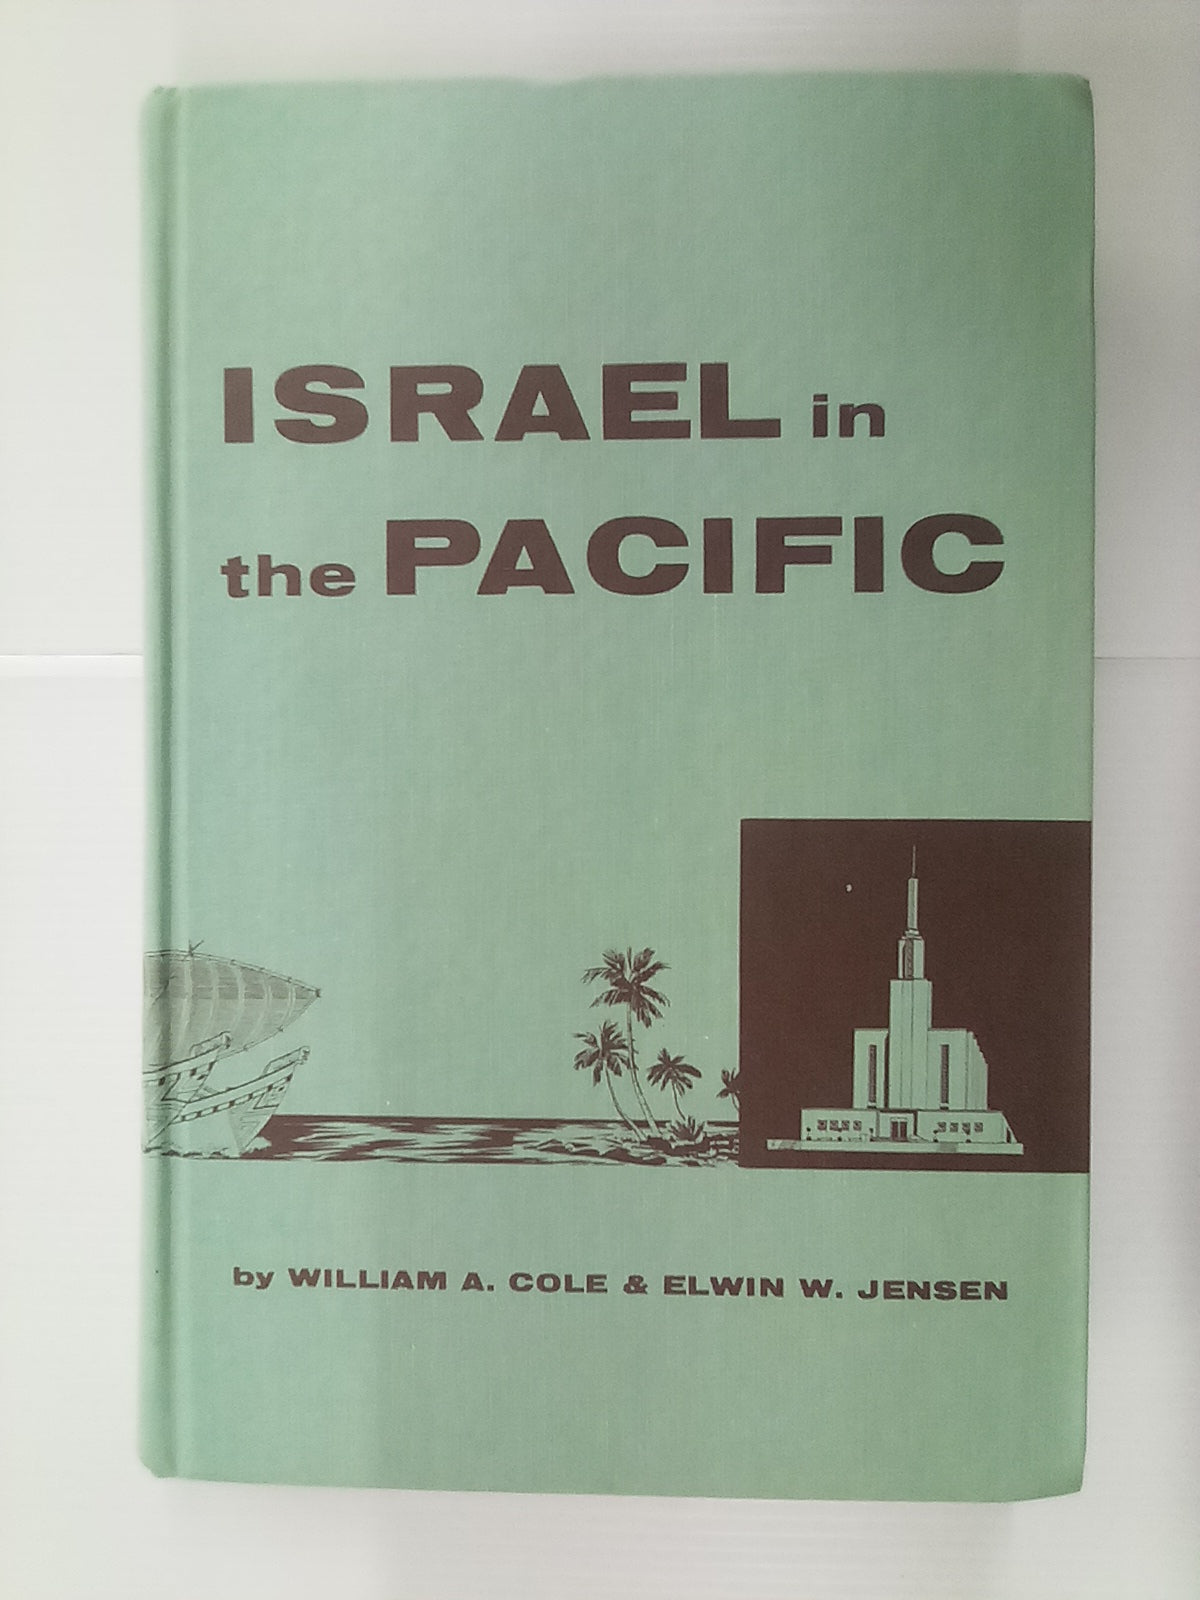 ISRAEL in
the PACIFIC
by WILLIAM A. COLE & ELWIN W. JENSEN